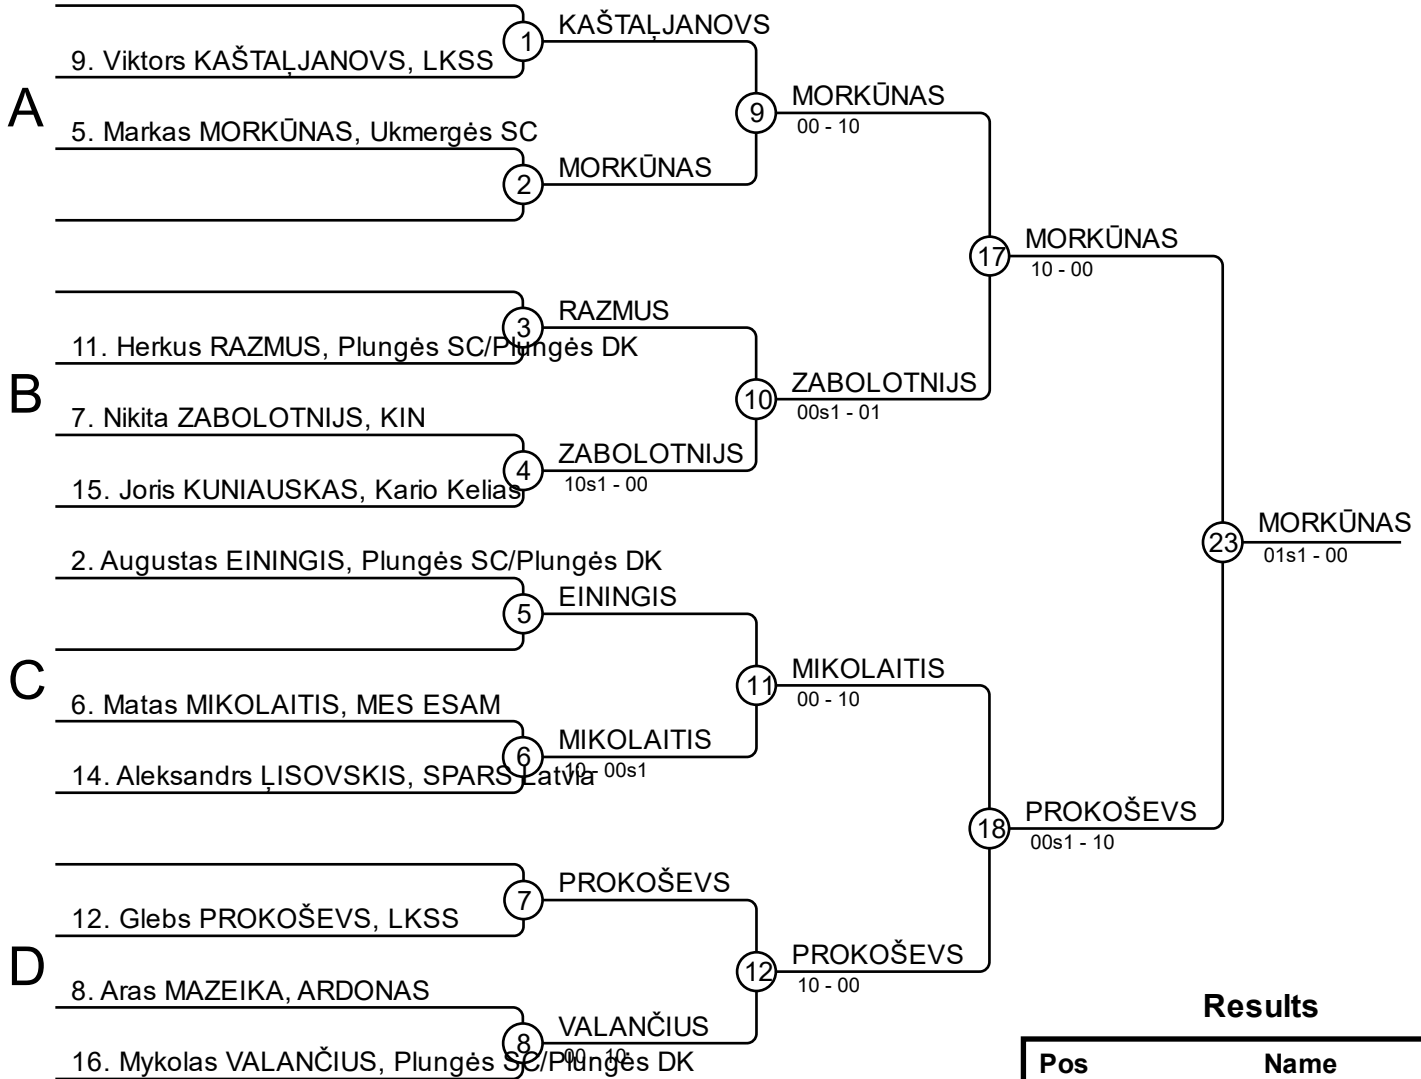 KAŠTAĻJANOVS
1
9. Viktors KAŠTAĻJANOVS, LKSS
A
MORKŪNAS
9
00 - 10
5. Markas MORKŪNAS, Ukmergės SC
MORKŪNAS
2
MORKŪNAS
17
10 - 00
RAZMUS
3
11. Herkus RAZMUS, Plungės SC/Plungės DK
B
ZABOLOTNIJS
10
00s1 - 01
7. Nikita ZABOLOTNIJS, KIN
ZABOLOTNIJS
4
10s1 - 00
15. Joris KUNIAUSKAS, Kario Kelias
MORKŪNAS
23
01s1 - 00
2. Augustas EININGIS, Plungės SC/Plungės DK
EININGIS
5
C
MIKOLAITIS
11
00 - 10
6. Matas MIKOLAITIS, MES ESAM
MIKOLAITIS
6
10 - 00s1
14. Aleksandrs ĻISOVSKIS, SPARS Latvia
PROKOŠEVS
18
00s1 - 10
PROKOŠEVS
7
12. Glebs PROKOŠEVS, LKSS
D
PROKOŠEVS
12
10 - 00
8. Aras MAZEIKA, ARDONAS
VALANČIUS
8
00 - 10
16. Mykolas VALANČIUS, Plungės SC/Plungės DK
Results
Pos Name